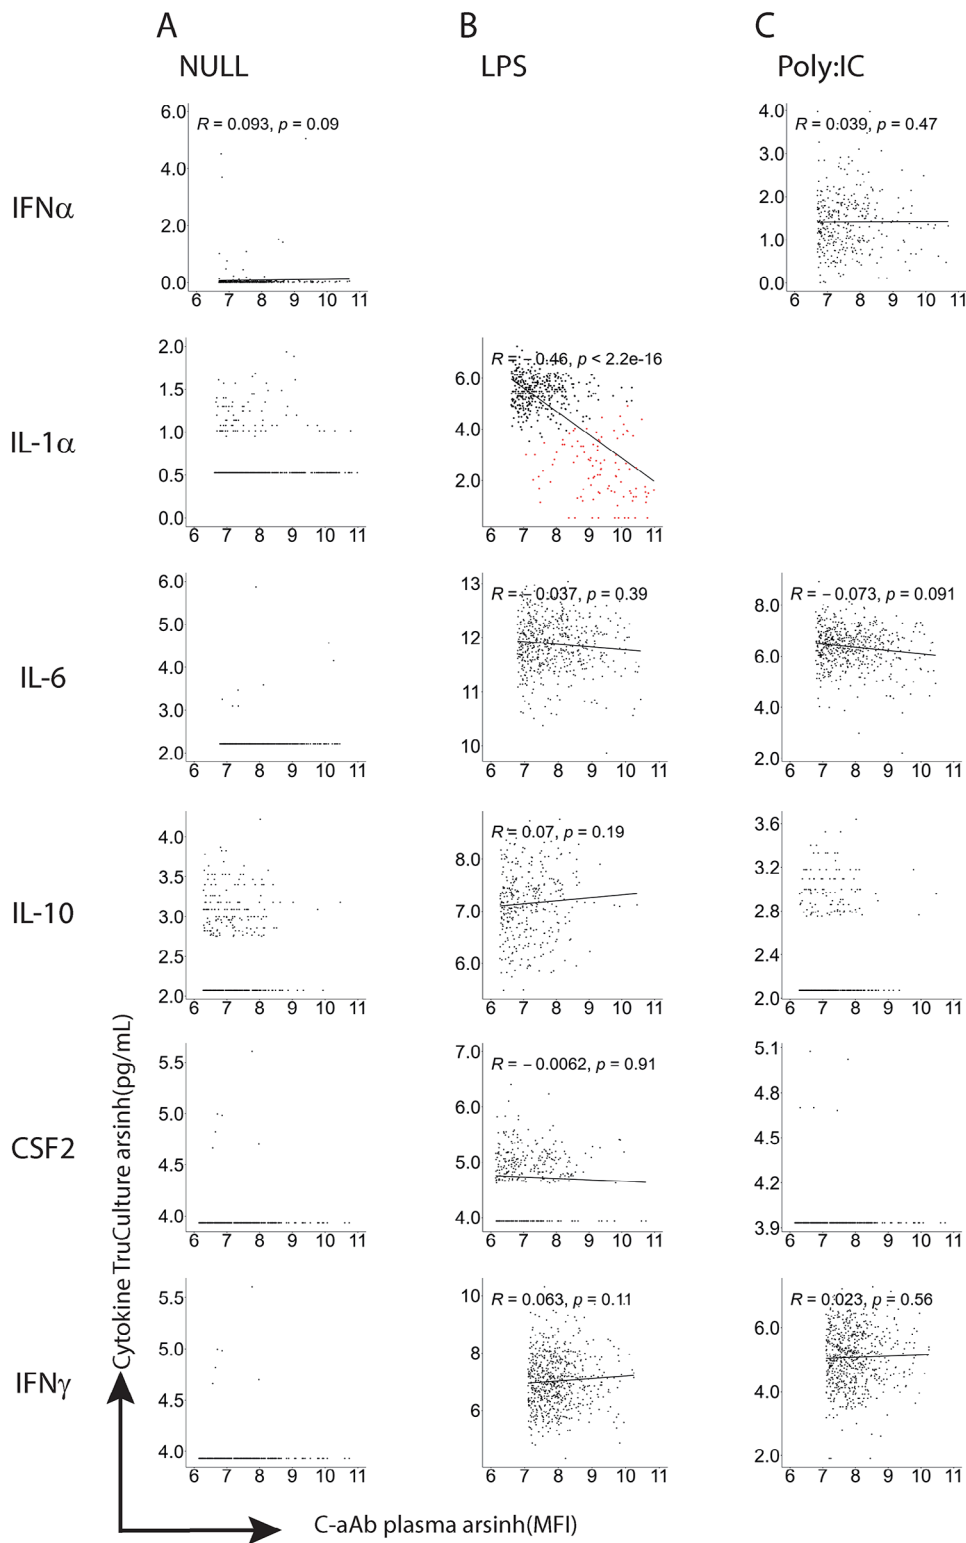 A B C
NULL LPS Poly:IC
IFNα
6.0
4.0
2.0
0.0
R = 0.093, p = 0.09
6 7 8 9 10 11
4.0
3.0
2.0
1.0
0.0
R = 0.039, p = 0.47
6 7 8 9 10 11
IL-1α
2.0
1.5
1.0
0.5
0.0
6 7 8 9 10 11
6.0
4.0
2.0
R = − 0.46, p < 2.2e-16
6 7 8 9 10 11
IL-6
6.0
5.0
4.0
3.0
2.0
6 7 8 9 10 11
13
12
11
10
R = − 0.037, p = 0.39
6 7 8 9 10 11
8.0
6.0
4.0
2.0
R = − 0.073, p = 0.091
6 7 8 9 10 11
IL-10
4.0
3.5
3.0
2.5
2.0
6 7 8 9 10 11
8.0
7.0
6.0
R = 0.07, p = 0.19
6 7 8 9 10 11
3.6
3.2
2.8
2.4
2.0
6 7 8 9 10 11
CSF2
5.5
5.0
4.5
4.0
6 7 8 9 10 11
7.0
6.0
5.0
4.0
R = − 0.0062, p = 0.91
6 7 8 9 10 11
5.1
4.8
4.5
4.2
3.9
6 7 8 9 10 11
IFNγ
5.5
5.0
4.5
4.0
6 7 8 9 10 11
10
8
6
R = 0.063, p = 0.11
6 7 8 9 10 11
6.0
4.0
2.0
R = 0.023, p = 0.56
6 7 8 9 10 11
Cytokine TruCulture arsinh(pg/mL)
C-aAb plasma arsinh(MFI)